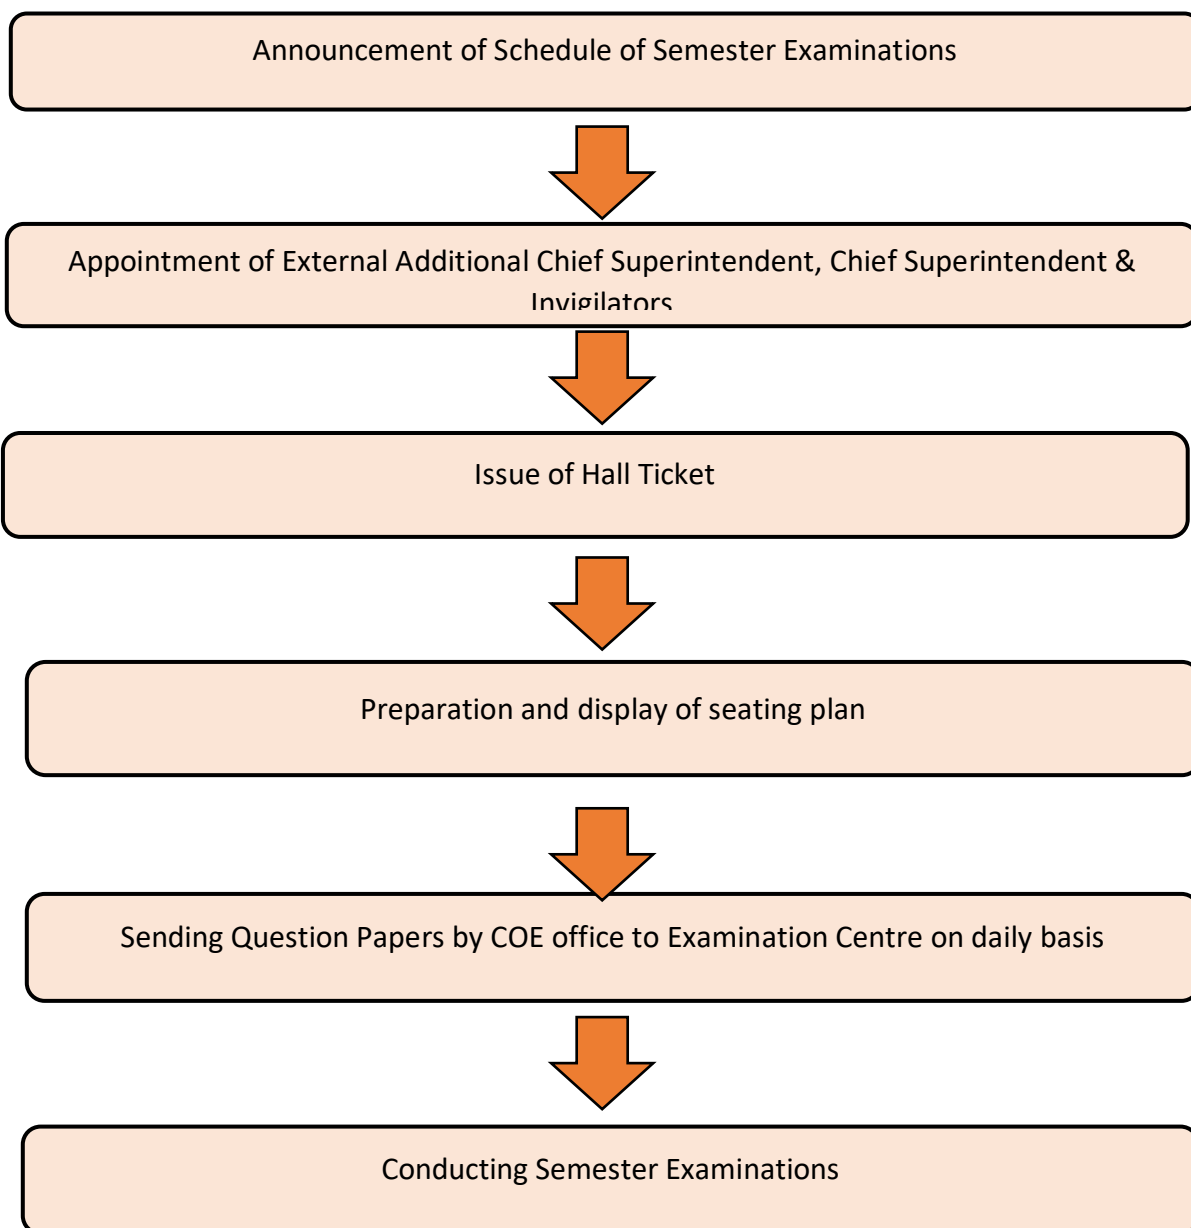 Announcement of Schedule of Semester Examinations
Appointment of External Additional Chief Superintendent, Chief Superintendent &
Invigilators
Issue of Hall Ticket
Preparation and display of seating plan
Sending Question Papers by COE office to Examination Centre on daily basis
Conducting Semester Examinations